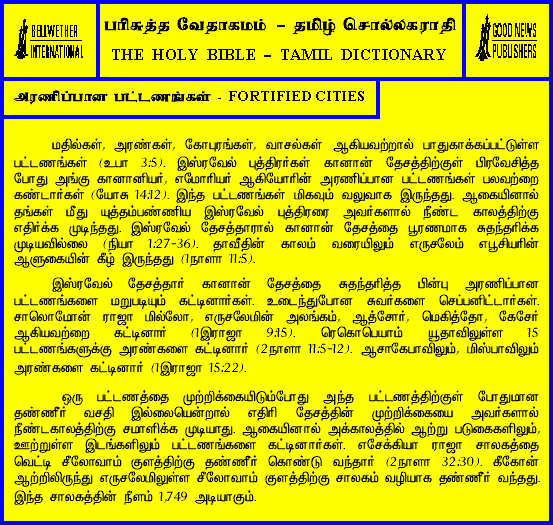 BELLWETHER
INTERNATIONAL
பரிசுத்த வேதாகமம் – தமிழ் சொல்லகராதி
THE HOLY BIBLE – TAMIL DICTIONARY
GOOD NEWS
PUBLISHERS
அரணிப்பான பட்டணங்கள் - FORTIFIED CITIES
மதில்கள், அரண்கள், கோபுரங்கள், வாசல்கள் ஆகியவற்றால் பாதுகாக்கப்பட்டுள்ள
பட்டணங்கள் (உபா 3:5). இஸ்ரவேல் புத்திரர்கள் கானான் தேசத்திற்குள் பிரவேசித்த
போது அங்கு கானானியர், எமோரியர் ஆகியோரின் அரணிப்பான பட்டணங்கள் பலவற்றை
கண்டார்கள் (யோசு 14:12). இந்த பட்டணங்கள் மிகவும் வலுவாக இருந்தது. ஆகையினால்
தங்கள் மீது யுத்தம்பண்ணிய இஸ்ரவேல் புத்திரரை அவர்களால் நீண்ட காலத்திற்கு
எதிர்க்க முடிந்தது. இஸ்ரவேல் தேசத்தாரால் கானான் தேசத்தை பூரணமாக சுதந்தரிக்க
முடியவில்லை (நியா 1:27-36). தாவீதின் காலம் வரையிலும் எருசலேம் எபூசியரின்
ஆளுகையின் கீழ் இருந்தது (1நாளா 11:5).
இஸ்ரவேல் தேசத்தார் கானான் தேசத்தை சுதந்தரித்த பின்பு அரணிப்பான
பட்டணங்களை மறுபடியும் கட்டினார்கள். உடைந்துபோன சுவர்களை செப்பனிட்டார்கள்.
சாலொமோன் ராஜா மில்லோ, எருசலேமின் அலங்கம், ஆத்சோர், மெகித்தோ, கேசேர்
ஆகியவற்றை கட்டினார் (1இராஜா 9:15). ரெகொபெயாம் யூதாவிலுள்ள 15
பட்டணங்களுக்கு அரண்களை கட்டினார் (2நாளா 11:5-12). ஆசாகேபாவிலும், மிஸ்பாவிலும்
அரண்களை கட்டினார் (1இராஜா 15:22).
ஒரு பட்டணத்தை முற்றிக்கையிடும்போது அந்த பட்டணத்திற்குள் போதுமான
தண்ணீர் வசதி இல்லையென்றால் எதிரி தேசத்தின் முற்றிக்கையை அவர்களால்
நீண்டகாலத்திற்கு சமாளிக்க முடியாது. ஆகையினால் அக்காலத்தில் ஆற்று படுகைகளிலும்,
ஊற்றுள்ள இடங்களிலும் பட்டணங்களை கட்டினார்கள். எசேக்கியா ராஜா சாலகத்தை
வெட்டி சீலோவாம் குளத்திற்கு தண்ணீர் கொண்டு வந்தார் (2நாளா 32:30). கீகோன்
ஆற்றிலிருந்து எருசலேமிலுள்ள சீலோவாம் குளத்திற்கு சாலகம் வழியாக தண்ணீர் வந்தது.
இந்த சாலகத்தின் நீளம் 1,749 அடியாகும்.